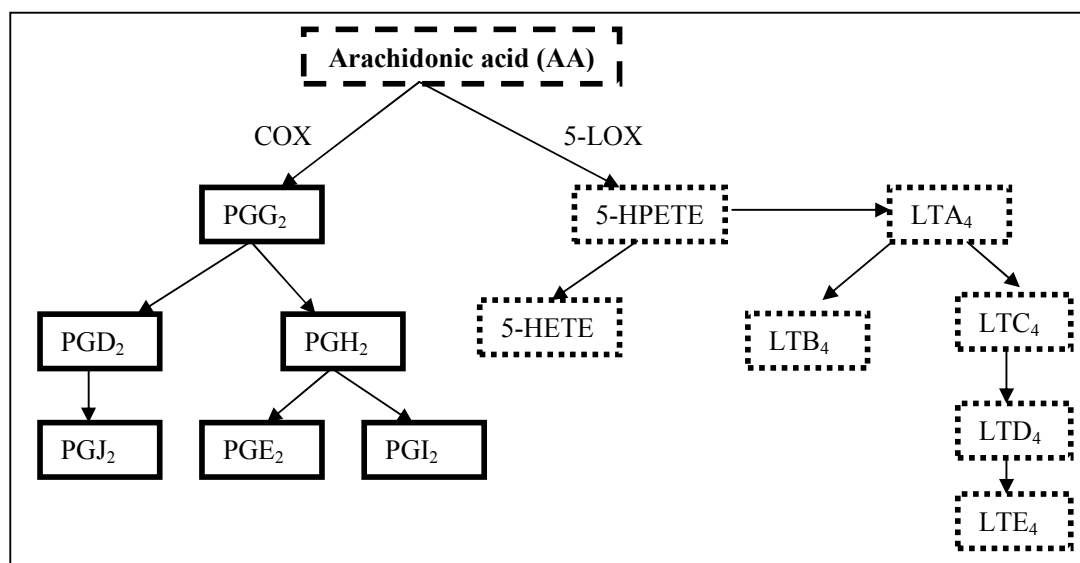 Arachidonic acid (AA)
COX
5-LOX
PGG₂
5-HPETE
LTA₄
PGD₂
PGH₂
5-HETE
LTB₄
LTC₄
PGJ₂
PGE₂
PGI₂
LTD₄
LTE₄